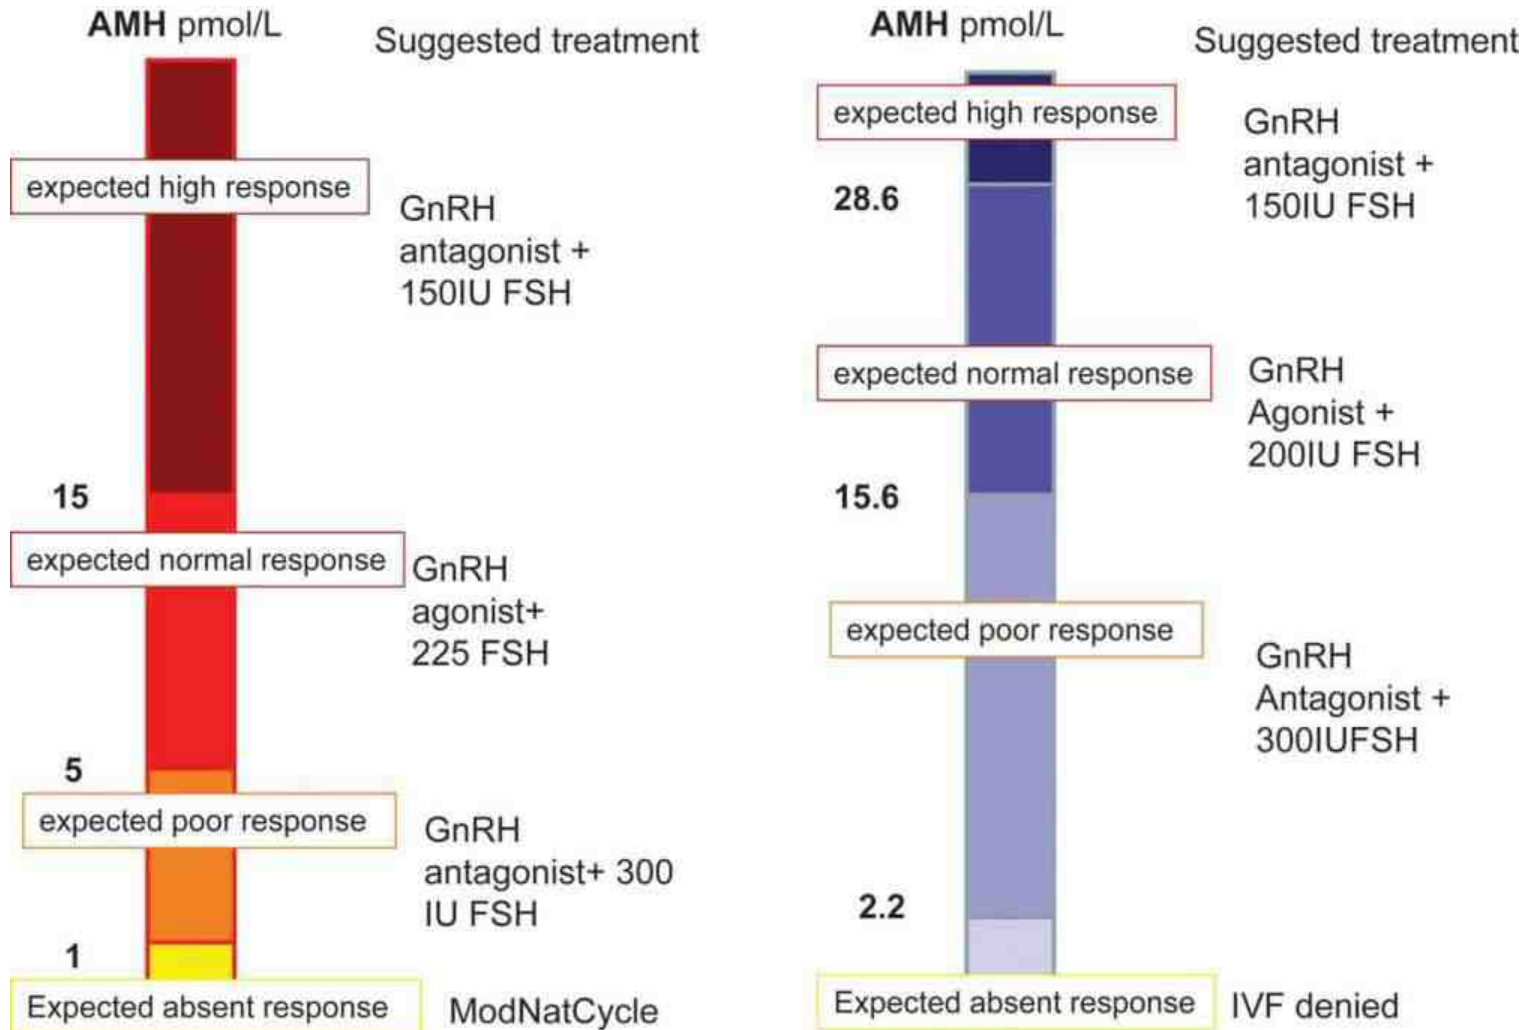 AMH pmol/L
Suggested treatment
expected high response
GnRH
antagonist +
150IU FSH
15
expected normal response
GnRH
agonist+
225 FSH
5
expected poor response
GnRH
antagonist+ 300
IU FSH
1
Expected absent response
ModNatCycle
AMH pmol/L
Suggested treatment
expected high response
GnRH
antagonist +
150IU FSH
28.6
expected normal response
GnRH
Agonist +
200IU FSH
15.6
expected poor response
GnRH
Antagonist +
300IUFSH
2.2
Expected absent response
IVF denied